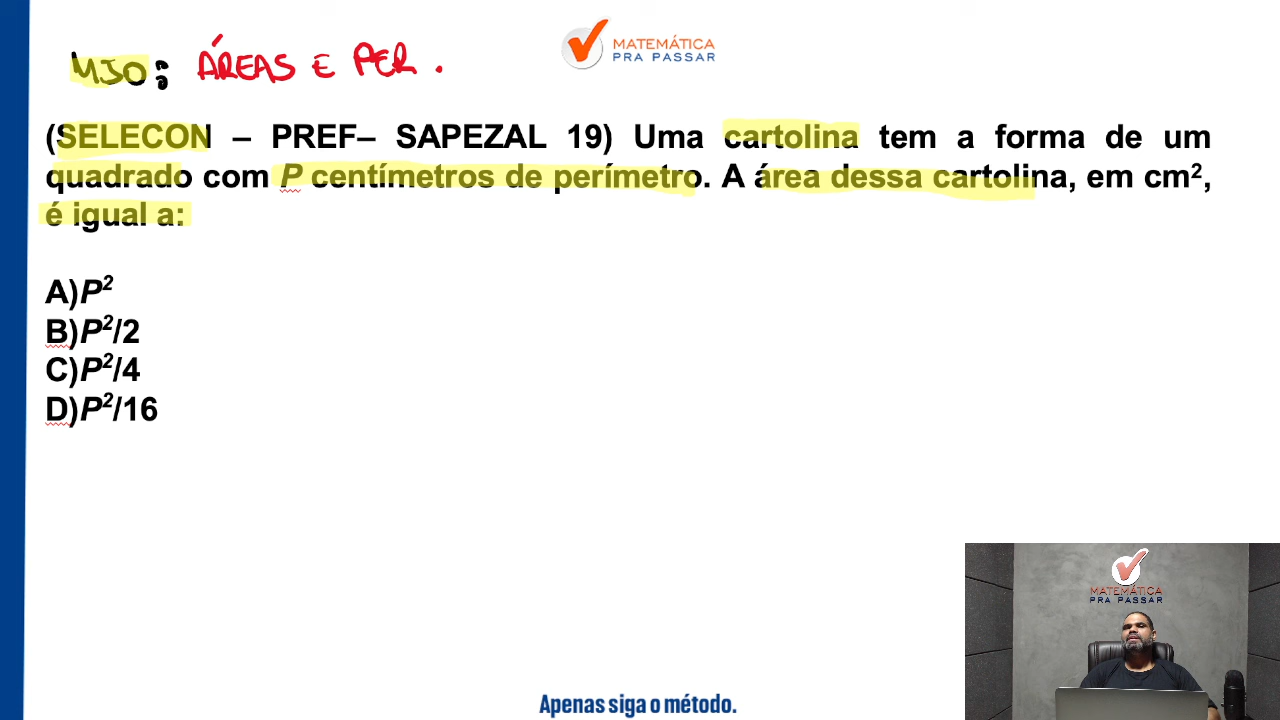 MJO: ÁREAS E PER.
MATEMÁTICA
PRA PASSAR
(SELECON – PREF– SAPEZAL 19) Uma cartolina tem a forma de um
quadrado com P centímetros de perímetro. A área dessa cartolina, em cm²,
é igual a:
A)P²
B)P²/2
C)P²/4
D)P²/16
MATEMÁTICA
PRA PASSAR
Apenas siga o método.